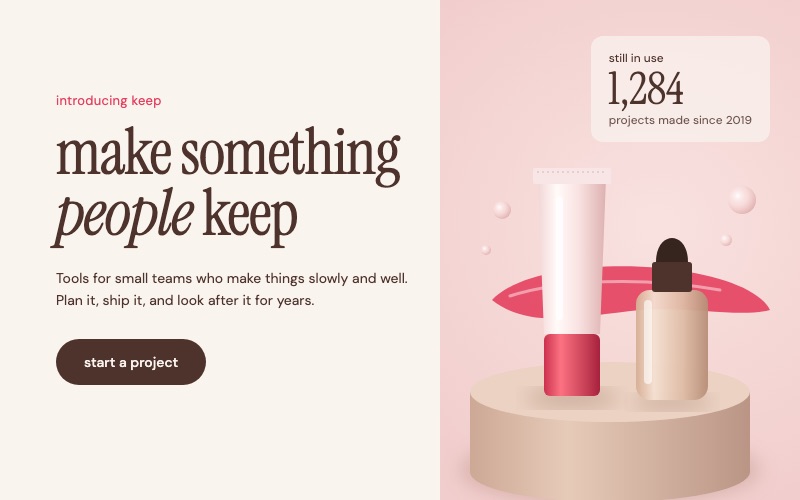 introducing keep
make something
people keep
Tools for small teams who make things slowly and well.
Plan it, ship it, and look after it for years.
start a project
still in use
1,284
projects made since 2019